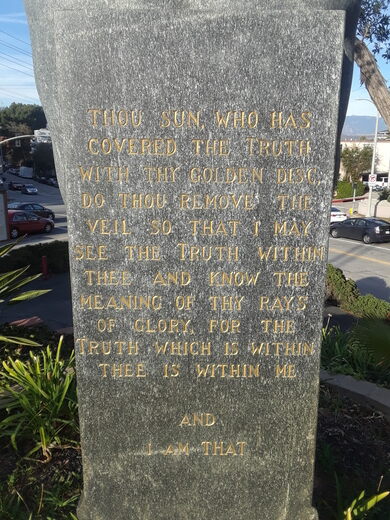 THOU SUN, WHO HAS
COVERED THE TRUTH
WITH THY GOLDEN DISC,
DO THOU REMOVE THE
VEIL SO THAT I MAY
SEE THE TRUTH WITHIN
THEE AND KNOW THE
MEANING OF THY RAYS
OF GLORY. FOR THE
TRUTH WHICH IS WITHIN
THEE IS WITHIN ME
AND
I AM THAT